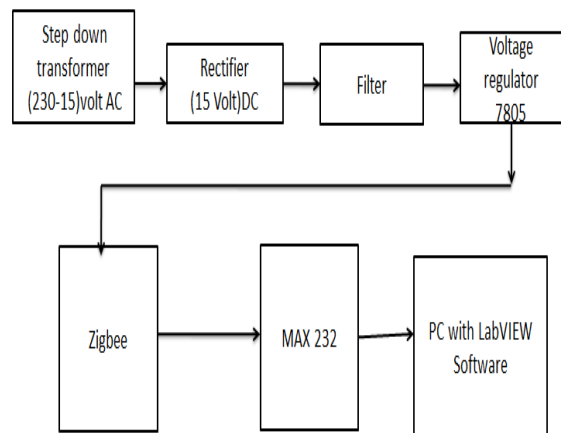 Step down
transformer
(230-15)volt AC
Rectifier
(15 Volt)DC
Filter
Voltage
regulator
7805
Zigbee
MAX 232
PC with LabVIEW
Software